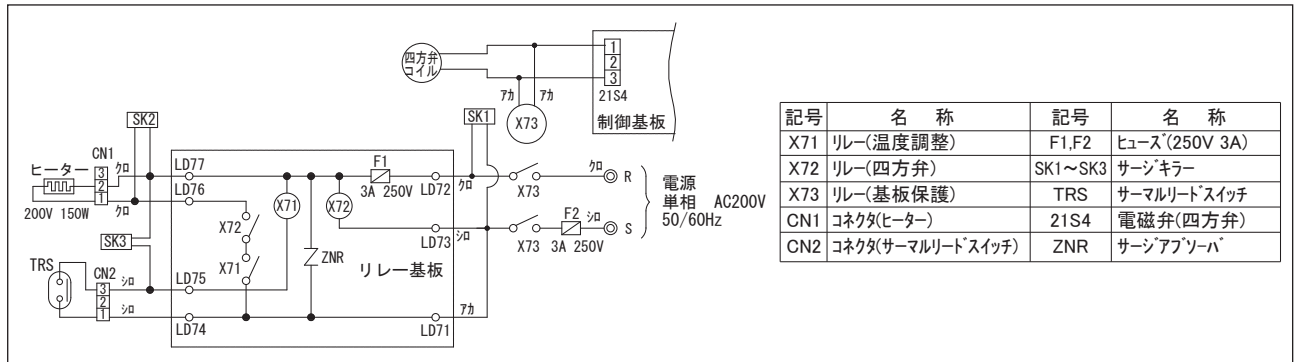 四方弁
コイル
1
2
3
21S4
制御基板
アカ アカ
X73
SK1
SK2
CN1
ヒーター
クロ
3
2
1
クロ
200V 150W
LD77
LD76
F1
3A 250V
LD72
クロ
X73
クロ
R
電源
単相 AC200V
50/60Hz
X71
X72
X72
LD73
シロ
X73
F2
3A 250V
シロ
S
SK3
X71
ZNR
リレー基板
TRS
CN2
シロ
3
2
1
シロ
LD75
LD74
アカ
LD71
記号 名 称 記号 名 称
X71 リレー(温度調整) F1,F2 ヒューズ(250V 3A)
X72 リレー(四方弁) SK1～SK3 サージキラー
X73 リレー(基板保護) TRS サーマルリードスイッチ
CN1 コネクタ(ヒーター) 21S4 電磁弁(四方弁)
CN2 コネクタ(サーマルリードスイッチ) ZNR サージアブソーバ